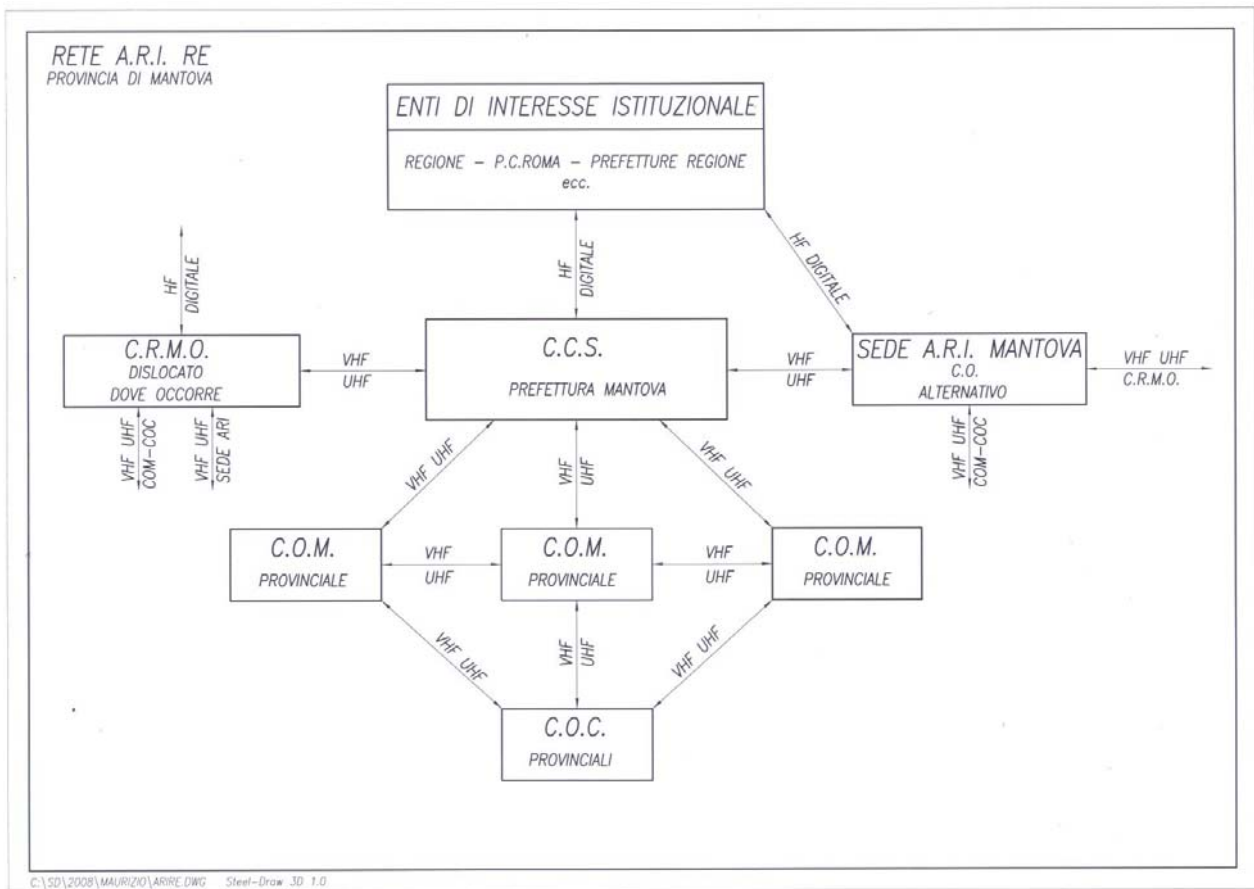 RETE A.R.I. RE
PROVINCIA DI MANTOVA
ENTI DI INTERESSE ISTITUZIONALE
REGIONE – P.C.ROMA – PREFETTURE REGIONE
ecc.
HF
DIGITALE
HF
DIGITALE
HF DIGITALE
C.R.M.O.
DISLOCATO
DOVE OCCORRE
VHF
UHF
C.C.S.
PREFETTURA MANTOVA
VHF
UHF
SEDE A.R.I. MANTOVA
C.O.
ALTERNATIVO
VHF UHF
C.R.M.O.
VHF UHF
COM-COC
VHF UHF
SEDE ARI
VHF UHF
VHF
UHF
VHF UHF
VHF UHF
COM-COC
C.O.M.
PROVINCIALE
VHF
UHF
C.O.M.
PROVINCIALE
VHF
UHF
C.O.M.
PROVINCIALE
VHF UHF
VHF
UHF
VHF UHF
C.O.C.
PROVINCIALI
C:\SD\2008\MAURIZIO\ARIRE.DWG Steel-Draw 3D 1.0